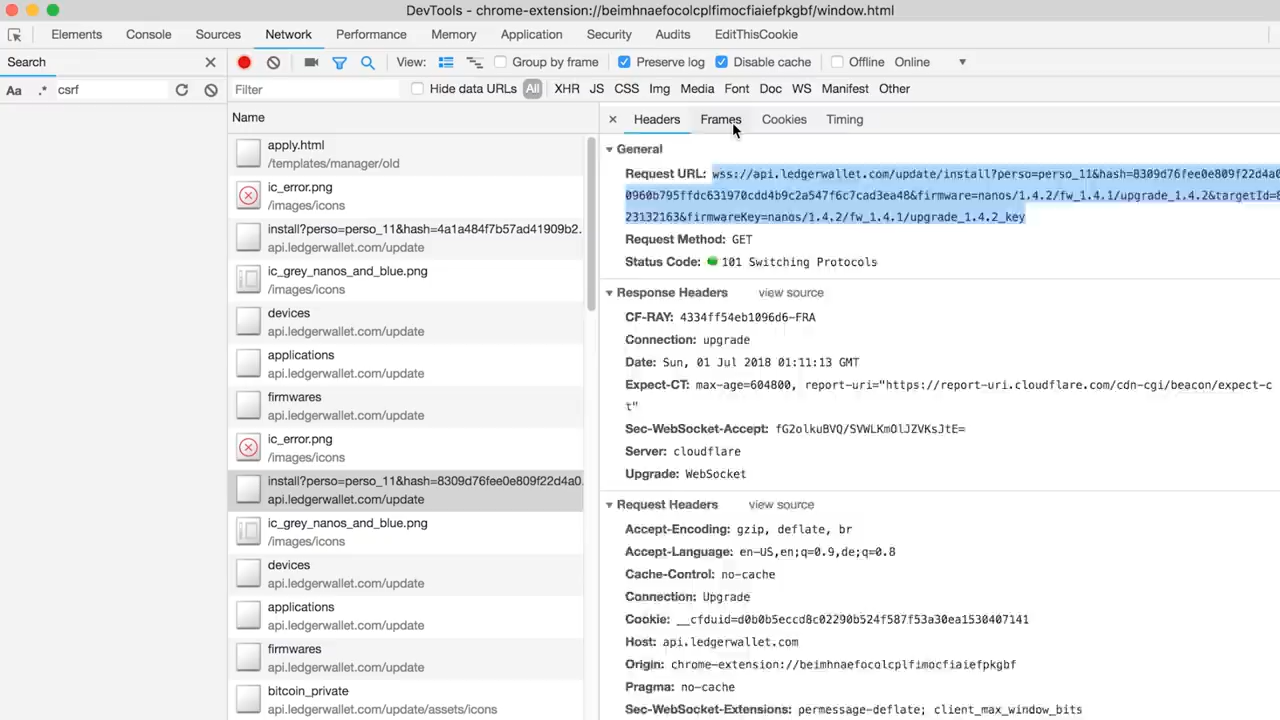 DevTools - chrome-extension://beimhnaefocolcplfimocfiaiefpkgbf/window.html
Elements Console Sources Network Performance Memory Application Security Audits EditThisCookie
Search
View: Group by frame Preserve log Disable cache Offline Online
Aa .* csrf
Filter Hide data URLs All XHR JS CSS Img Media Font Doc WS Manifest Other
Name
apply.html
/templates/manager/old
ic_error.png
/images/icons
install?perso=perso_11&hash=4a1a484f7b57ad41909b2.
api.ledgerwallet.com/update
ic_grey_nanos_and_blue.png
/images/icons
devices
api.ledgerwallet.com/update
applications
api.ledgerwallet.com/update
firmwares
api.ledgerwallet.com/update
ic_error.png
/images/icons
install?perso=perso_11&hash=8309d76fee0e809f22d4a0.
api.ledgerwallet.com/update
ic_grey_nanos_and_blue.png
/images/icons
devices
api.ledgerwallet.com/update
applications
api.ledgerwallet.com/update
firmwares
api.ledgerwallet.com/update
bitcoin_private
api.ledgerwallet.com/update/assets/icons
Headers Frames Cookies Timing
General
Request URL: wss://api.ledgerwallet.com/update/install?perso=perso_11&hash=8309d76fee0e809f22d4a0
0960b795ffdc631970cdd4b9c2a547f6c7cad3ea48&firmware=nanos/1.4.2/fw_1.4.1/upgrade_1.4.2&targetId=8
23132163&firmwareKey=nanos/1.4.2/fw_1.4.1/upgrade_1.4.2_key
Request Method: GET
Status Code: 101 Switching Protocols
Response Headers view source
CF-RAY: 4334ff54eb1096d6-FRA
Connection: upgrade
Date: Sun, 01 Jul 2018 01:11:13 GMT
Expect-CT: max-age=604800, report-uri="https://report-uri.cloudflare.com/cdn-cgi/beacon/expect-c
t"
Sec-WebSocket-Accept: fG2olkuBVQ/SVWLKmOlJZVKsJtE=
Server: cloudflare
Upgrade: WebSocket
Request Headers view source
Accept-Encoding: gzip, deflate, br
Accept-Language: en-US,en;q=0.9,de;q=0.8
Cache-Control: no-cache
Connection: Upgrade
Cookie: __cfduid=d0b0b5eccd8c02290b524f587f53a30ea1530407141
Host: api.ledgerwallet.com
Origin: chrome-extension://beimhnaefocolcplfimocfiaiefpkgbf
Pragma: no-cache
Sec-WebSocket-Extensions: permessage-deflate; client_max_window_bits